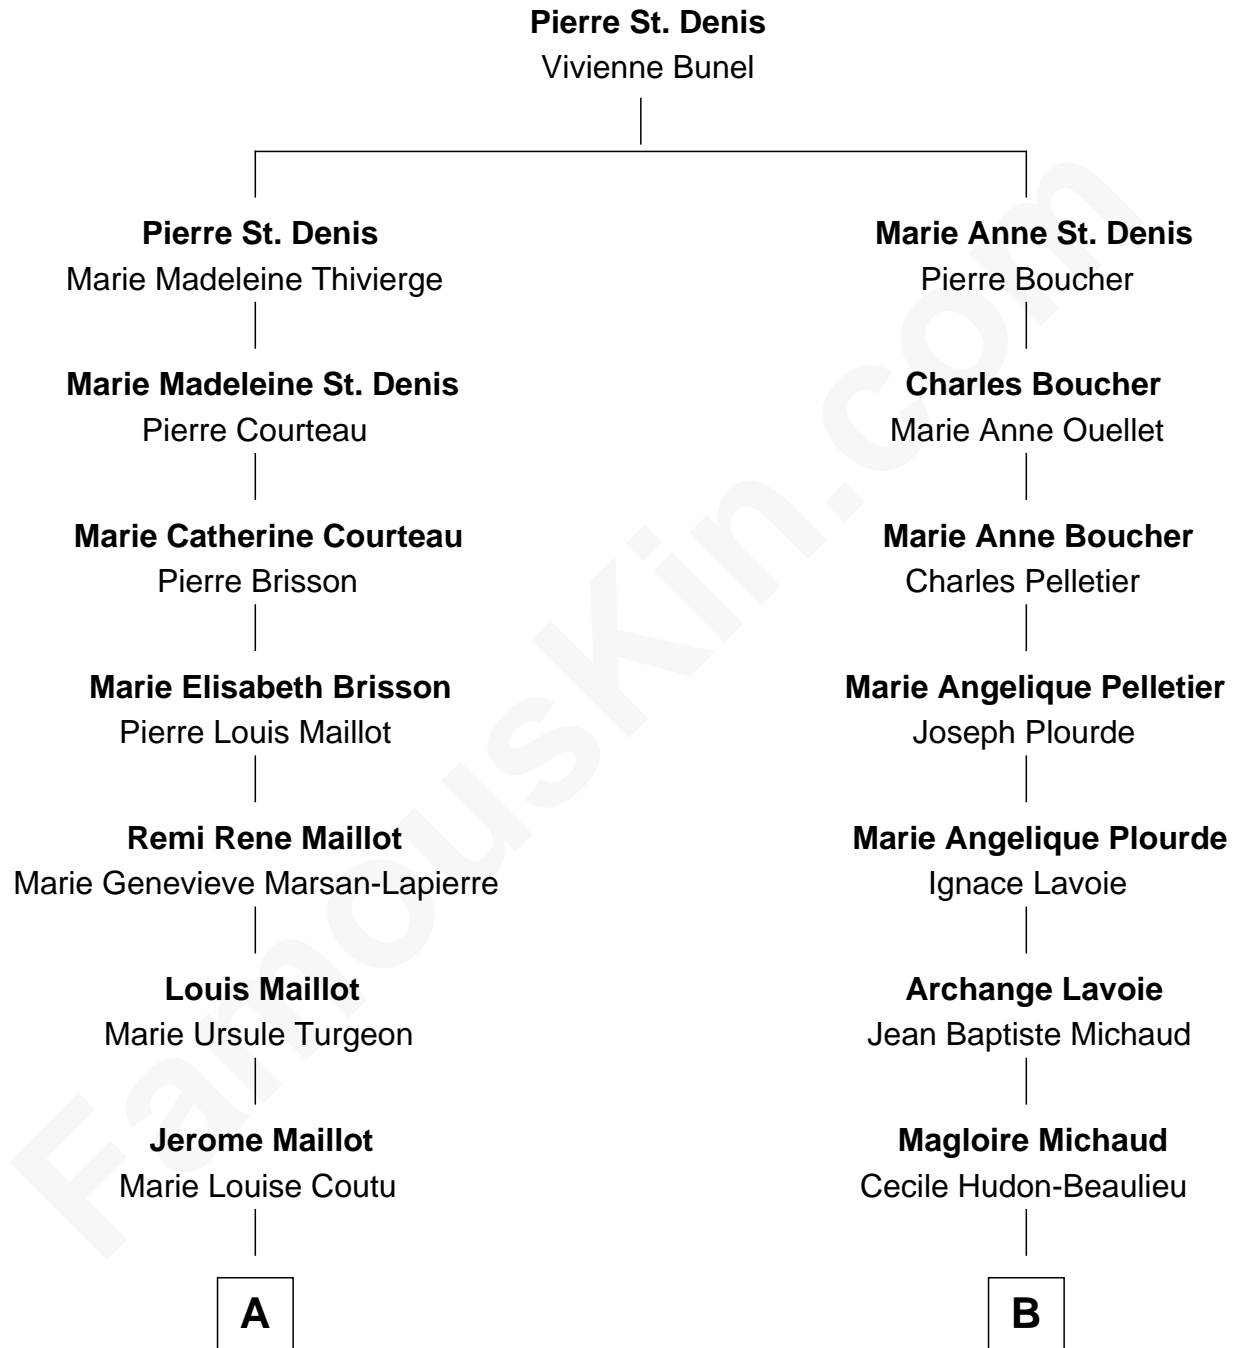 Pierre St. Denis
Vivienne Bunel
Pierre St. Denis
Marie Madeleine Thivierge
Marie Madeleine St. Denis
Pierre Courteau
Marie Catherine Courteau
Pierre Brisson
Marie Elisabeth Brisson
Pierre Louis Maillot
Remi Rene Maillot
Marie Genevieve Marsan-Lapierre
Louis Maillot
Marie Ursule Turgeon
Jerome Maillot
Marie Louise Coutu
A
Marie Anne St. Denis
Pierre Boucher
Charles Boucher
Marie Anne Ouellet
Marie Anne Boucher
Charles Pelletier
Marie Angelique Pelletier
Joseph Plourde
Marie Angelique Plourde
Ignace Lavoie
Archange Lavoie
Jean Baptiste Michaud
Magloire Michaud
Cecile Hudon-Beaulieu
B
FamousKin.com